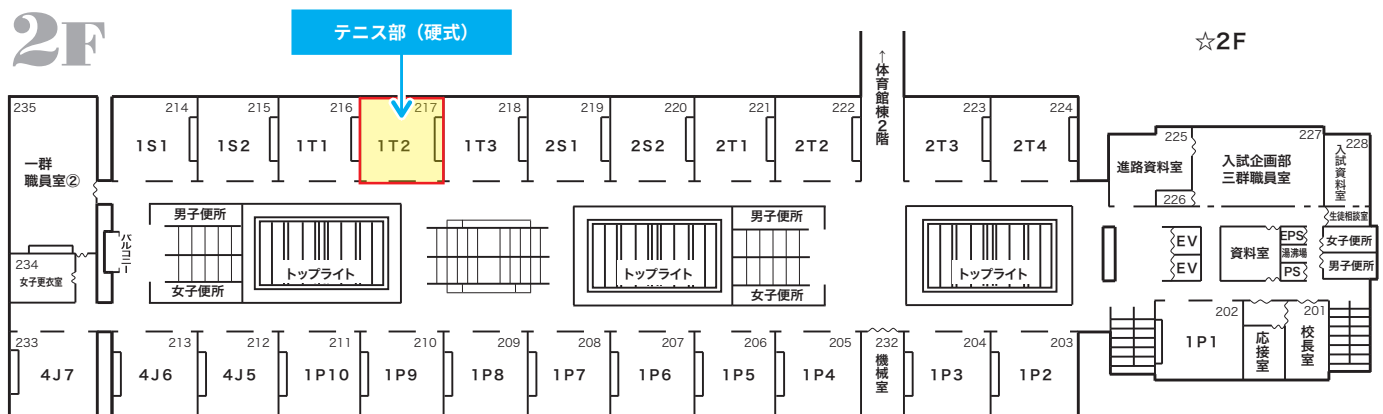 2F
テニス部（硬式）
☆2F
↑体育館棟2階
235
一群
職員室②
214
1S1
215
1S2
216
1T1
217
1T2
218
1T3
219
2S1
220
2S2
221
2T1
222
2T2
223
2T3
224
2T4
225
進路資料室
226
227
入試企画部
三群職員室
228
入試資料室
生徒相談室
バルコニー
男子便所
女子便所
トップライト
トップライト
男子便所
女子便所
トップライト
EV
EV
資料室
EPS
湯沸場
PS
女子便所
男子便所
234
女子更衣室
233
4J7
213
4J6
212
4J5
211
1P10
210
1P9
209
1P8
208
1P7
207
1P6
206
1P5
205
1P4
232
機械室
204
1P3
203
1P2
202
1P1
応接室
201
校長室